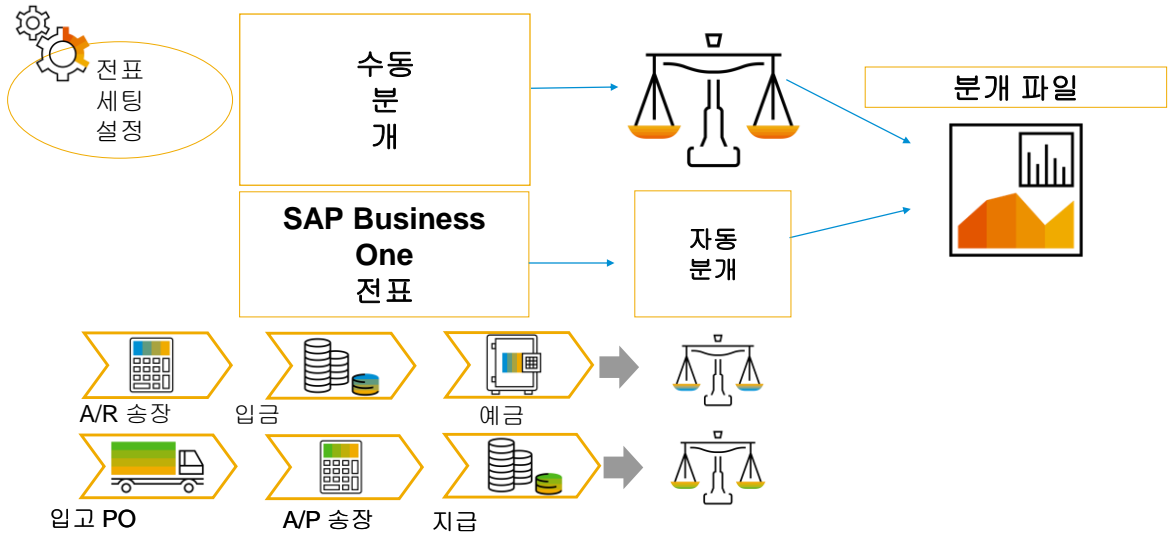 전표
세팅
설정
수동
분
개
분개 파일
SAP Business
One
전표
자동
분개
A/R 송장
입금
예금
입고 PO
A/P 송장
지급